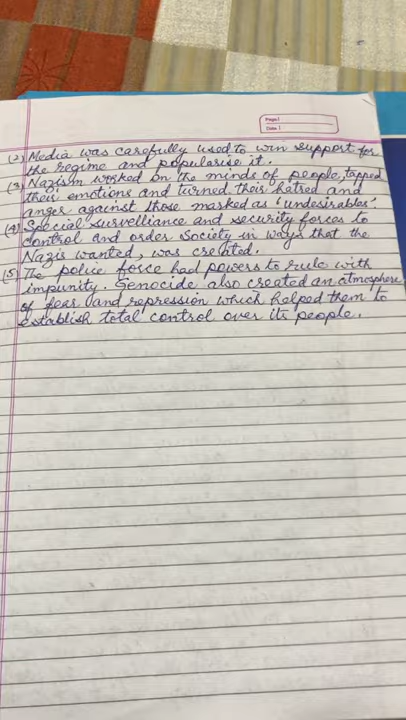 Page:
Date:
(2) Media was carefully used to win support for
the regime and popularise it.
(3) Nazism worked on the minds of people, tapped
their emotions and turned their hatred and
anger against those marked as 'undesirables'.
(4) Special survelliance and security forces to
control and order society in ways that the
Nazis wanted, was created.
(5) The police force had powers to rule with
impunity. Genocide also created an atmosphere
of fear and repression which helped them to
establish total control over its people.